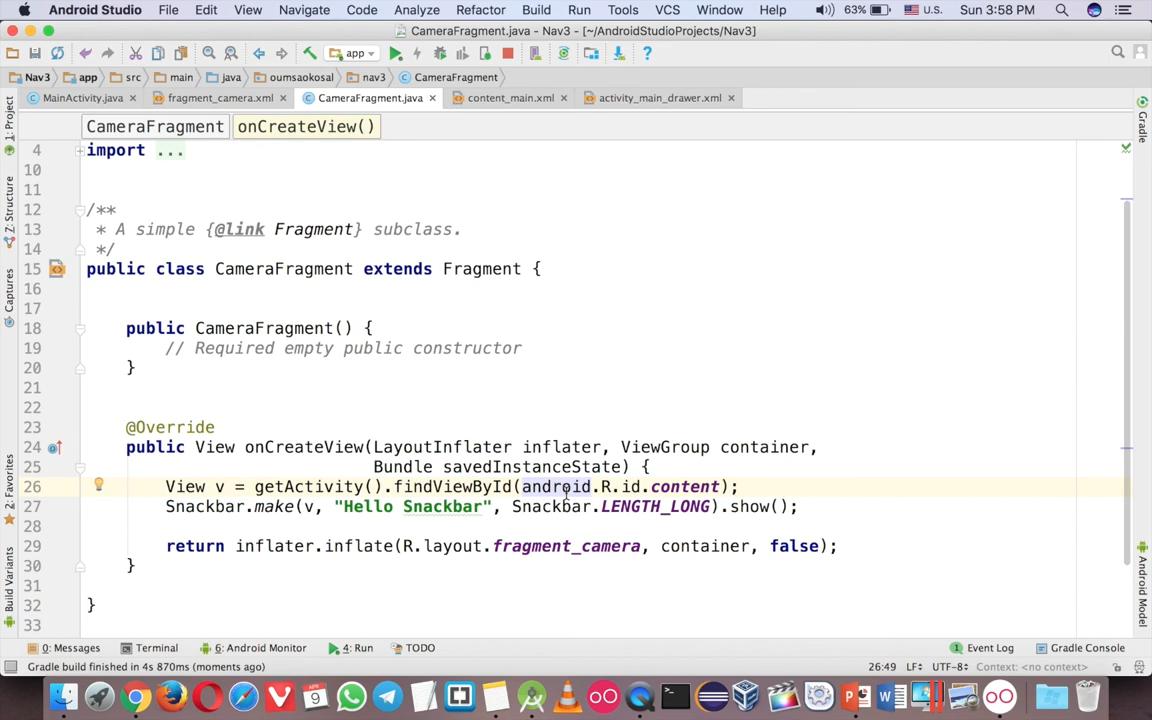 Android Studio File Edit View Navigate Code Analyze Refactor Build Run Tools VCS Window Help 63% U.S. Sun 3:58 PM
CameraFragment.java - Nav3 - [~/AndroidStudioProjects/Nav3]
app
Nav3 app src main java oumsaokosal nav3 CameraFragment
MainActivity.java fragment_camera.xml CameraFragment.java content_main.xml activity_main_drawer.xml
CameraFragment onCreateView()
4 import ...
10
11
12 /**
13 * A simple {@link Fragment} subclass.
14 */
15 public class CameraFragment extends Fragment {
16
17
18 public CameraFragment() {
19 // Required empty public constructor
20 }
21
22
23 @Override
24 public View onCreateView(LayoutInflater inflater, ViewGroup container,
25 Bundle savedInstanceState) {
26 View v = getActivity().findViewById(android.R.id.content);
27 Snackbar.make(v, "Hello Snackbar", Snackbar.LENGTH_LONG).show();
28
29 return inflater.inflate(R.layout.fragment_camera, container, false);
30 }
31
32 }
33
1: Project
7: Structure
Captures
2: Favorites
Build Variants
Gradle
Android Model
0: Messages Terminal 6: Android Monitor 4: Run TODO Event Log Gradle Console
Gradle build finished in 4s 870ms (moments ago) 26:49 LF UTF-8 Context: <no context>
9